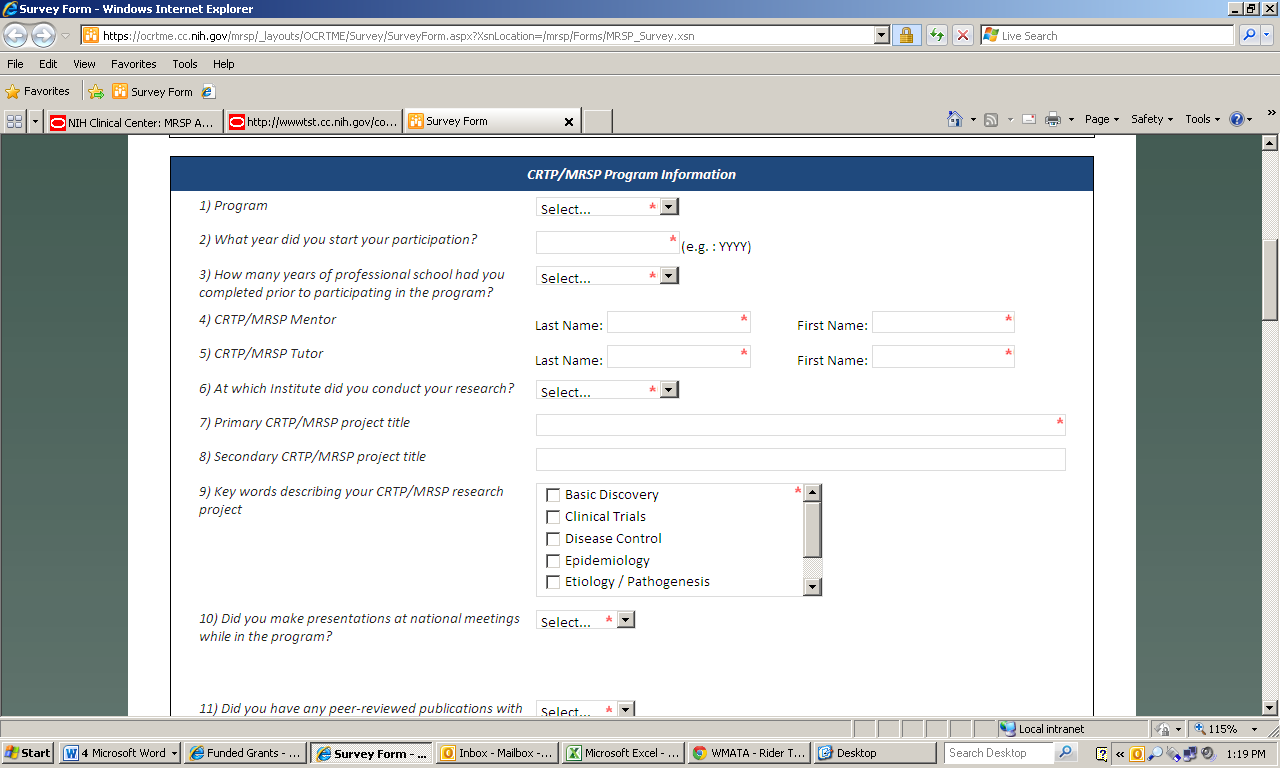 Survey Form - Windows Internet Explorer
https://ocrtme.cc.nih.gov/mrsp/_layouts/OCRTME/Survey/SurveyForm.aspx?XsnLocation=/mrsp/Forms/MRSP_Survey.xsn
Live Search
File Edit View Favorites Tools Help
Favorites Survey Form
NIH Clinical Center: MRSP A... http://wwwtst.cc.nih.gov/co... Survey Form Page Safety Tools
CRTP/MRSP Program Information
1) Program Select... *
2) What year did you start your participation? * (e.g. : YYYY)
3) How many years of professional school had you Select... *
completed prior to participating in the program?
4) CRTP/MRSP Mentor Last Name: * First Name: *
5) CRTP/MRSP Tutor Last Name: * First Name: *
6) At which Institute did you conduct your research? Select... *
7) Primary CRTP/MRSP project title *
8) Secondary CRTP/MRSP project title
9) Key words describing your CRTP/MRSP research
project
Basic Discovery *
Clinical Trials
Disease Control
Epidemiology
Etiology / Pathogenesis
10) Did you make presentations at national meetings Select... *
while in the program?
11) Did you have any peer-reviewed publications with Select... *
Local intranet 115%
Start 4 Microsoft Word Funded Grants - ... Survey Form - ... Inbox - Mailbox -... Microsoft Excel - ... WMATA - Rider T... Desktop Search Desktop 1:19 PM